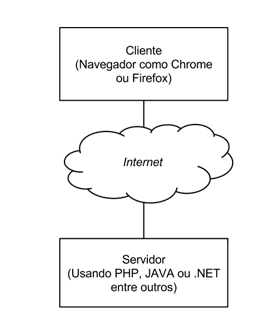 Cliente
(Navegador como Chrome
ou Firefox)
Internet
Servidor
(Usando PHP, JAVA ou .NET
entre outros)